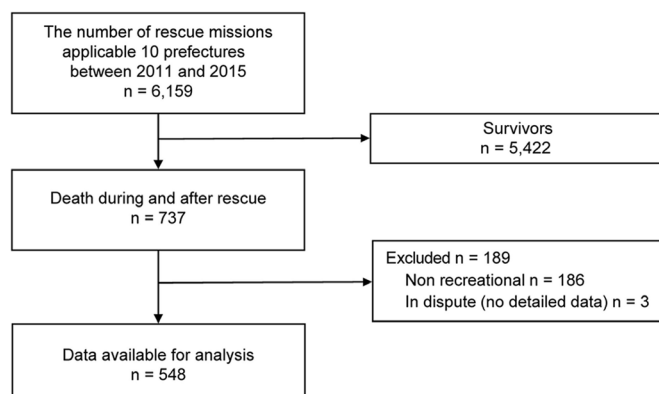 The number of rescue missions
applicable 10 prefectures
between 2011 and 2015
n = 6,159
Survivors
n = 5,422
Death during and after rescue
n = 737
Excluded n = 189
Non recreational n = 186
In dispute (no detailed data) n = 3
Data available for analysis
n = 548